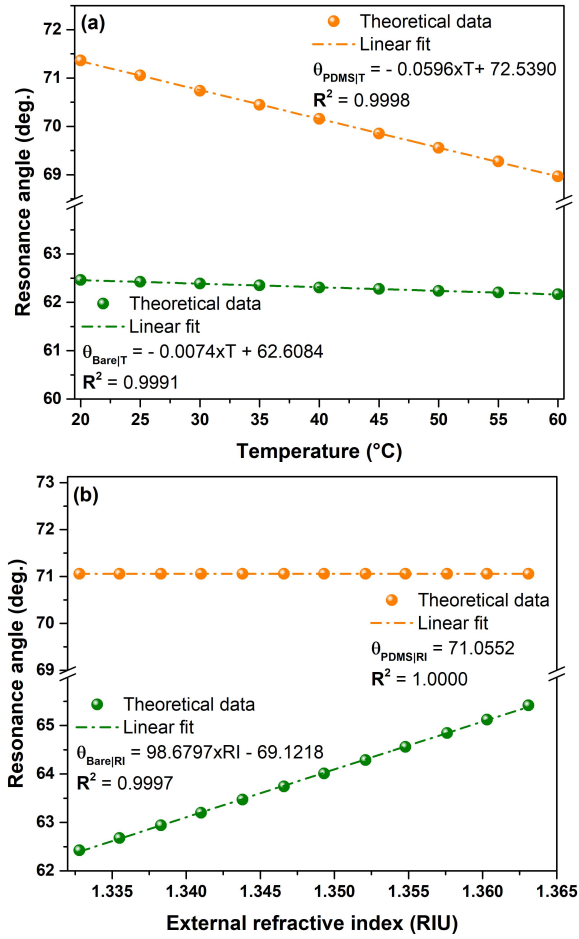 (a)
Theoretical data
Linear fit
θPDMS|T = - 0.0596xT+ 72.5390
R² = 0.9998
72
71
70
69
63
62
61
60
Resonance angle (deg.)
Theoretical data
Linear fit
θBare|T = - 0.0074xT + 62.6084
R² = 0.9991
20 25 30 35 40 45 50 55 60
Temperature (°C)
(b)
73
72
71
70
69
65
64
63
62
Resonance angle (deg.)
Theoretical data
Linear fit
θPDMS|RI = 71.0552
R² = 1.0000
Theoretical data
Linear fit
θBare|RI = 98.6797xRI - 69.1218
R² = 0.9997
1.335 1.340 1.345 1.350 1.355 1.360 1.365
External refractive index (RIU)